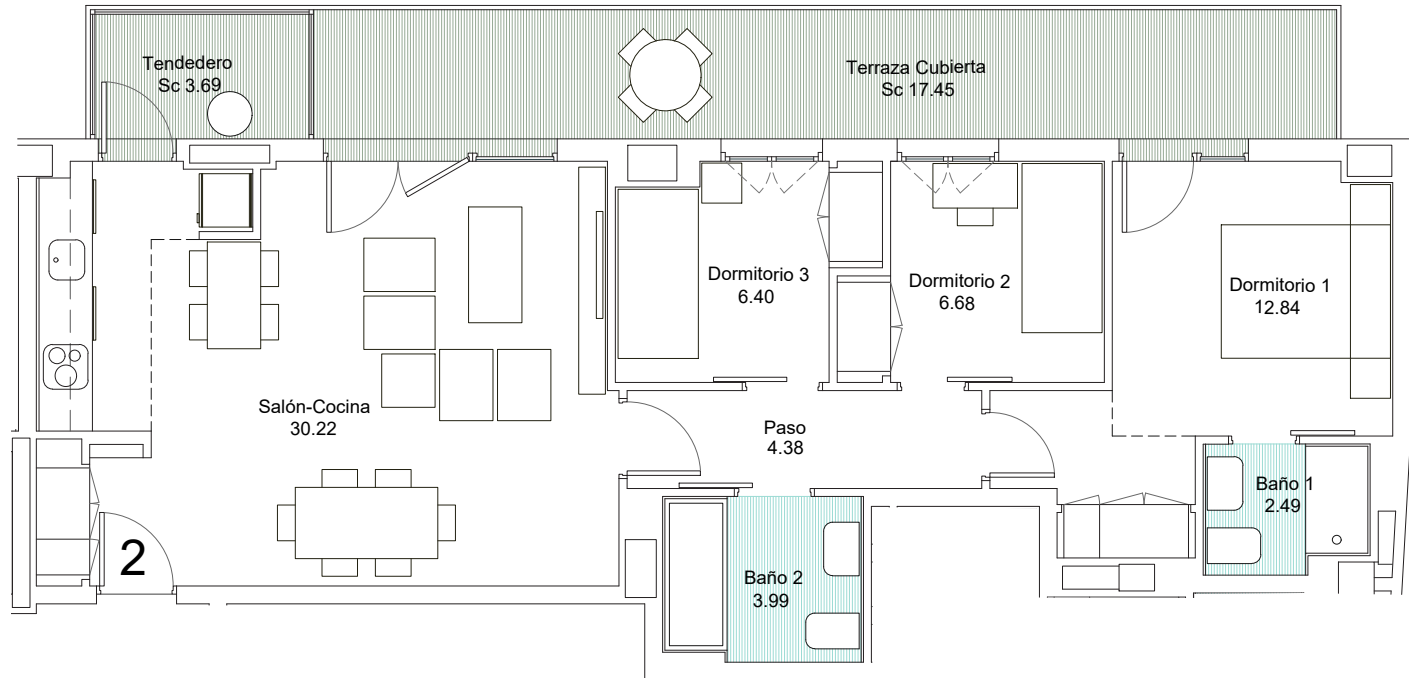 Tendedero
Sc 3.69
Terraza Cubierta
Sc 17.45
Dormitorio 3
6.40
Dormitorio 2
6.68
Dormitorio 1
12.84
Salón-Cocina
30.22
Paso
4.38
Baño 1
2.49
2
Baño 2
3.99